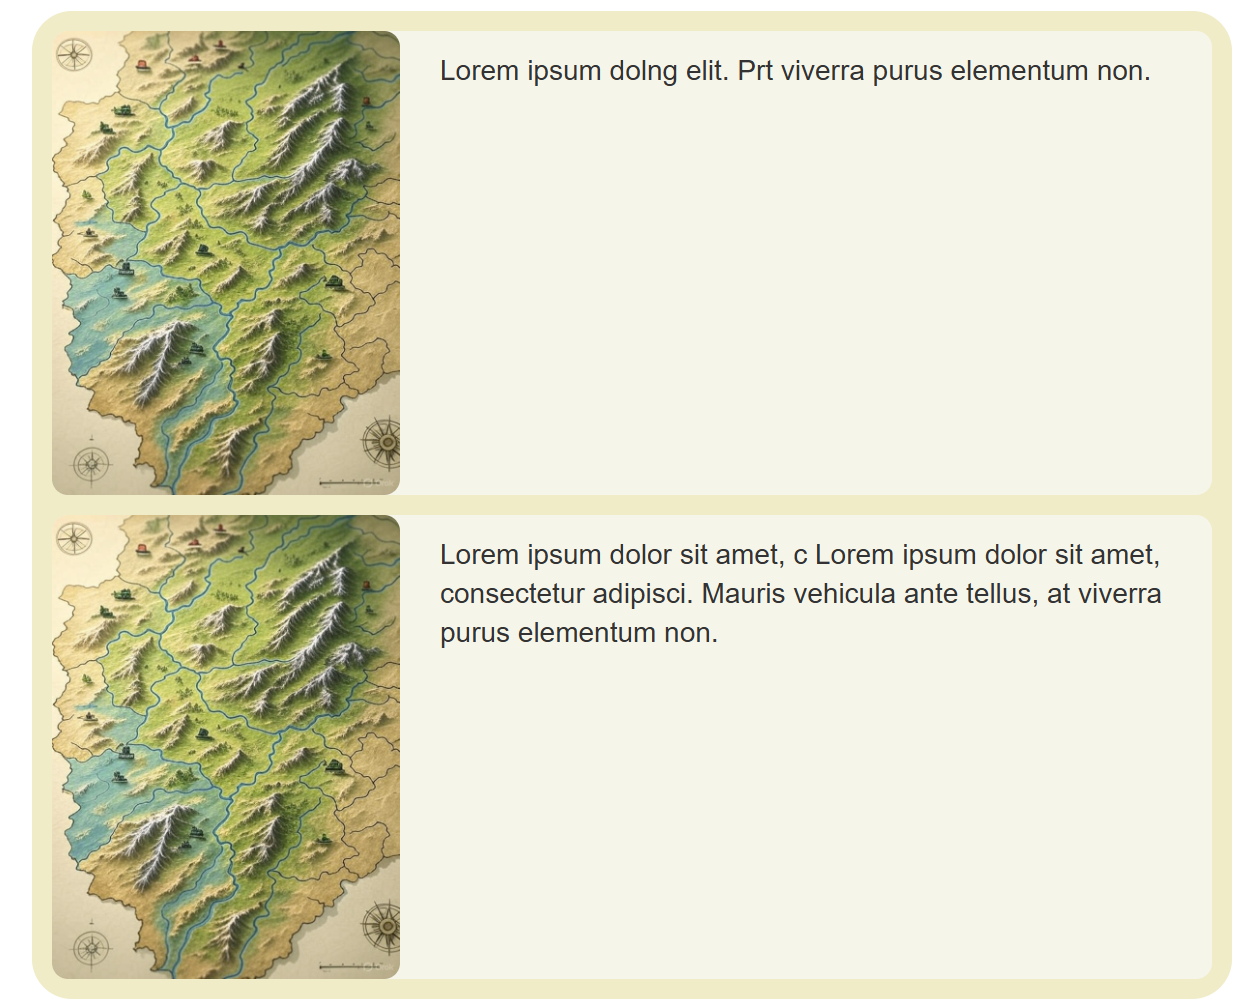 Lorem ipsum dolng elit. Prt viverra purus elementum non.
Lorem ipsum dolor sit amet, c Lorem ipsum dolor sit amet,
consectetur adipisci. Mauris vehicula ante tellus, at viverra
purus elementum non.